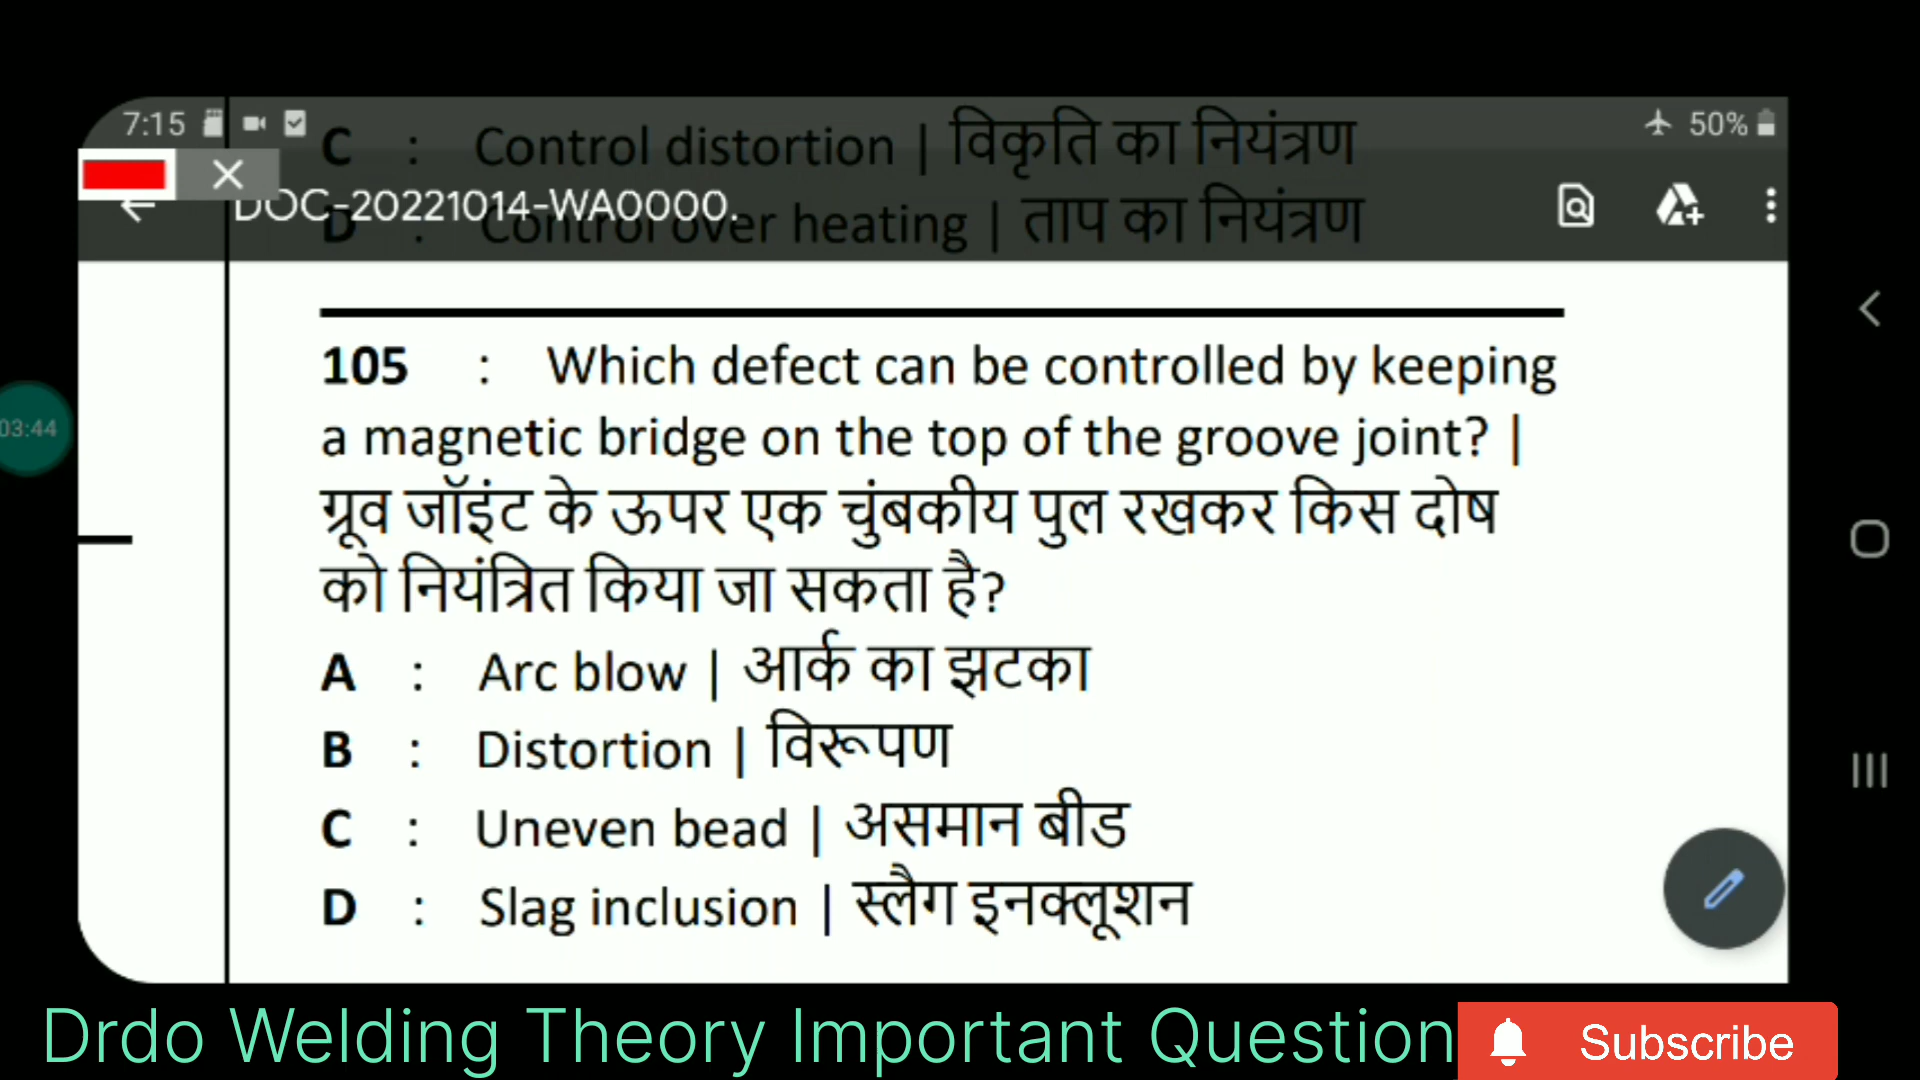 7:15
50%
C : Control distortion | विकृति का नियंत्रण
DOC-20221014-WA0000.
D : Control over heating | ताप का नियंत्रण
105 : Which defect can be controlled by keeping
a magnetic bridge on the top of the groove joint? |
ग्रूव जॉइंट के ऊपर एक चुंबकीय पुल रखकर किस दोष
को नियंत्रित किया जा सकता है?
03:44
A : Arc blow | आर्क का झटका
B : Distortion | विरूपण
C : Uneven bead | असमान बीड
D : Slag inclusion | स्लैग इनक्लूशन
Drdo Welding Theory Important Question
Subscribe